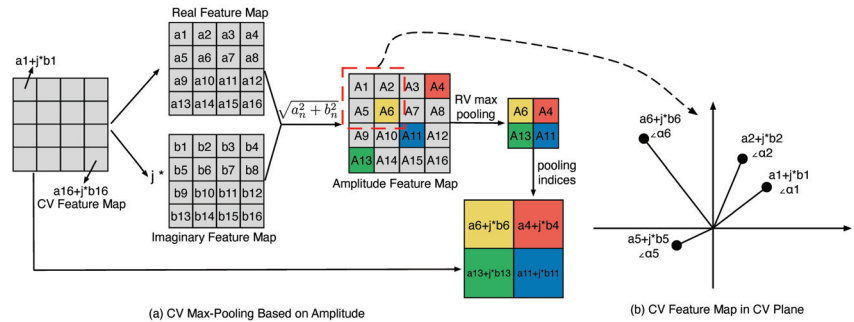 a1+j*b1
a16+j*b16
CV Feature Map
Real Feature Map
a1 a2 a3 a4
a5 a6 a7 a8
a9 a10 a11 a12
a13 a14 a15 a16
j *
b1 b2 b3 b4
b5 b6 b7 b8
b9 b10 b11 b12
b13 b14 b15 b16
Imaginary Feature Map
√a_n^2 + b_n^2
A1 A2 A3 A4
A5 A6 A7 A8
A9 A10 A11 A12
A13 A14 A15 A16
Amplitude Feature Map
RV max
pooling
A6 A4
A13 A11
pooling
indices
a6+j*b6 a4+j*b4
a13+j*b13 a11+j*b11
(a) CV Max-Pooling Based on Amplitude
a6+j*b6
∠α6
a2+j*b2
∠α2
a1+j*b1
∠α1
a5+j*b5
∠α5
(b) CV Feature Map in CV Plane